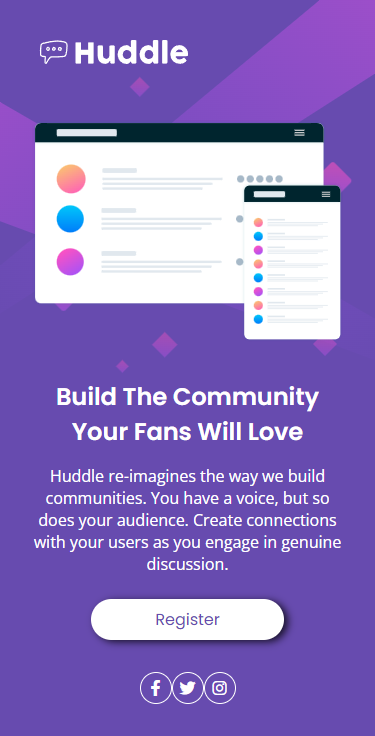 Huddle
Build The Community
Your Fans Will Love
Huddle re-imagines the way we build
communities. You have a voice, but so
does your audience. Create connections
with your users as you engage in genuine
discussion.
Register